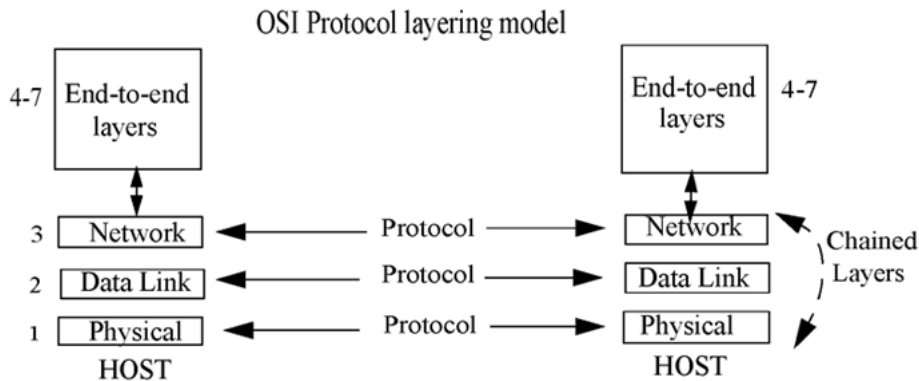 OSI Protocol layering model
4-7
End-to-end
layers
End-to-end
layers
4-7
3
Network
Protocol
Network
2
Data Link
Protocol
Data Link
1
Physical
Protocol
Physical
Chained
Layers
HOST
HOST